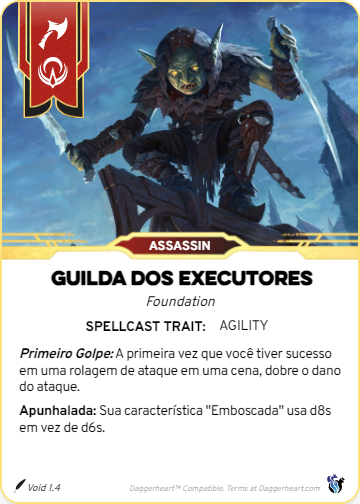 ASSASSIN
GUILDA DOS EXECUTORES
Foundation
SPELLCAST TRAIT: AGILITY
Primeiro Golpe: A primeira vez que você tiver sucesso
em uma rolagem de ataque em uma cena, dobre o dano
do ataque.
Apunhalada: Sua característica "Emboscada" usa d8s
em vez de d6s.
Void 1.4
Daggerheart™ Compatible. Terms at Daggerheart.com